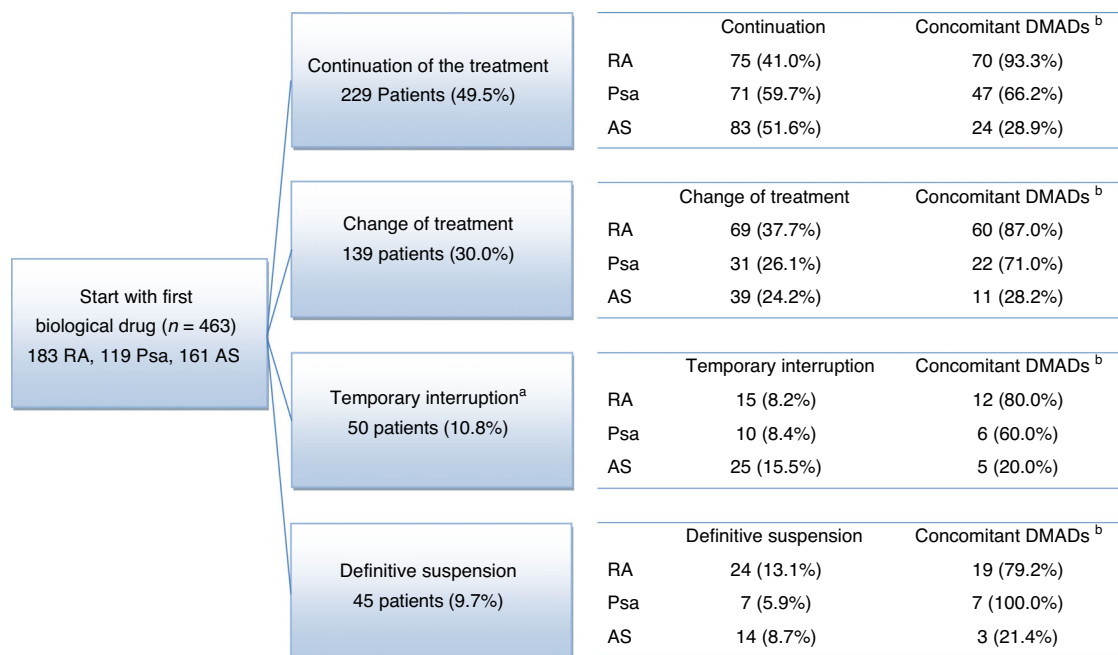 Start with first
biological drug (n = 463)
183 RA, 119 Psa, 161 AS
Continuation of the treatment
229 Patients (49.5%)
Continuation Concomitant DMADs b
RA 75 (41.0%) 70 (93.3%)
Psa 71 (59.7%) 47 (66.2%)
AS 83 (51.6%) 24 (28.9%)
Change of treatment
139 patients (30.0%)
Change of treatment Concomitant DMADs b
RA 69 (37.7%) 60 (87.0%)
Psa 31 (26.1%) 22 (71.0%)
AS 39 (24.2%) 11 (28.2%)
Temporary interruption a
50 patients (10.8%)
Temporary interruption Concomitant DMADs b
RA 15 (8.2%) 12 (80.0%)
Psa 10 (8.4%) 6 (60.0%)
AS 25 (15.5%) 5 (20.0%)
Definitive suspension
45 patients (9.7%)
Definitive suspension Concomitant DMADs b
RA 24 (13.1%) 19 (79.2%)
Psa 7 (5.9%) 7 (100.0%)
AS 14 (8.7%) 3 (21.4%)